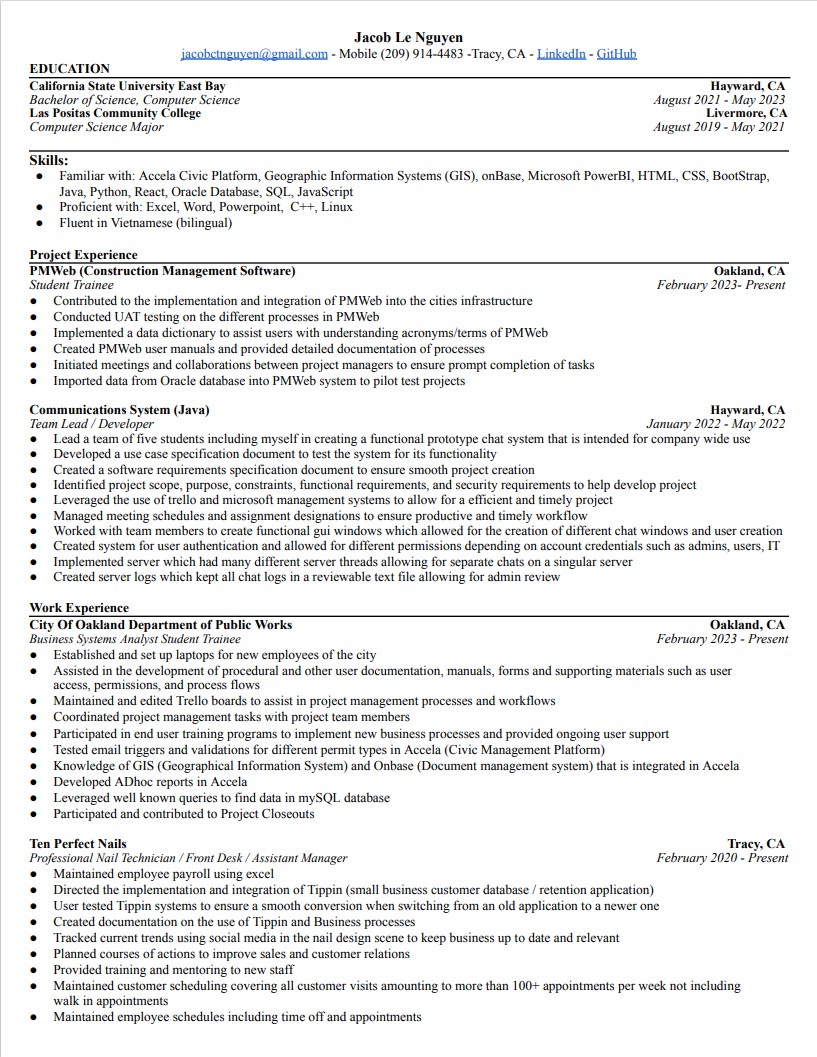 Jacob Le Nguyen
jacobctnguyen@gmail.com - Mobile (209) 914-4483 -Tracy, CA - LinkedIn - GitHub
EDUCATION
California State University East Bay Hayward, CA
Bachelor of Science, Computer Science August 2021 - May 2023
Las Positas Community College Livermore, CA
Computer Science Major August 2019 - May 2021
Skills:
● Familiar with: Accela Civic Platform, Geographic Information Systems (GIS), onBase, Microsoft PowerBI, HTML, CSS, BootStrap,
Java, Python, React, Oracle Database, SQL, JavaScript
● Proficient with: Excel, Word, Powerpoint, C++, Linux
● Fluent in Vietnamese (bilingual)
Project Experience
PMWeb (Construction Management Software) Oakland, CA
Student Trainee February 2023- Present
● Contributed to the implementation and integration of PMWeb into the cities infrastructure
● Conducted UAT testing on the different processes in PMWeb
● Implemented a data dictionary to assist users with understanding acronyms/terms of PMWeb
● Created PMWeb user manuals and provided detailed documentation of processes
● Initiated meetings and collaborations between project managers to ensure prompt completion of tasks
● Imported data from Oracle database into PMWeb system to pilot test projects
Communications System (Java) Hayward, CA
Team Lead / Developer January 2022 - May 2022
● Lead a team of five students including myself in creating a functional prototype chat system that is intended for company wide use
● Developed a use case specification document to test the system for its functionality
● Created a software requirements specification document to ensure smooth project creation
● Identified project scope, purpose, constraints, functional requirements, and security requirements to help develop project
● Leveraged the use of trello and microsoft management systems to allow for a efficient and timely project
● Managed meeting schedules and assignment designations to ensure productive and timely workflow
● Worked with team members to create functional gui windows which allowed for the creation of different chat windows and user creation
● Created system for user authentication and allowed for different permissions depending on account credentials such as admins, users, IT
● Implemented server which had many different server threads allowing for separate chats on a singular server
● Created server logs which kept all chat logs in a reviewable text file allowing for admin review
Work Experience
City Of Oakland Department of Public Works Oakland, CA
Business Systems Analyst Student Trainee February 2023 - Present
● Established and set up laptops for new employees of the city
● Assisted in the development of procedural and other user documentation, manuals, forms and supporting materials such as user
access, permissions, and process flows
● Maintained and edited Trello boards to assist in project management processes and workflows
● Coordinated project management tasks with project team members
● Participated in end user training programs to implement new business processes and provided ongoing user support
● Tested email triggers and validations for different permit types in Accela (Civic Management Platform)
● Knowledge of GIS (Geographical Information System) and Onbase (Document management system) that is integrated in Accela
● Developed ADhoc reports in Accela
● Leveraged well known queries to find data in mySQL database
● Participated and contributed to Project Closeouts
Ten Perfect Nails Tracy, CA
Professional Nail Technician / Front Desk / Assistant Manager February 2020 - Present
● Maintained employee payroll using excel
● Directed the implementation and integration of Tippin (small business customer database / retention application)
● User tested Tippin systems to ensure a smooth conversion when switching from an old application to a newer one
● Created documentation on the use of Tippin and Business processes
● Tracked current trends using social media in the nail design scene to keep business up to date and relevant
● Planned courses of actions to improve sales and customer relations
● Provided training and mentoring to new staff
● Maintained customer scheduling covering all customer visits amounting to more than 100+ appointments per week not including
walk in appointments
● Maintained employee schedules including time off and appointments